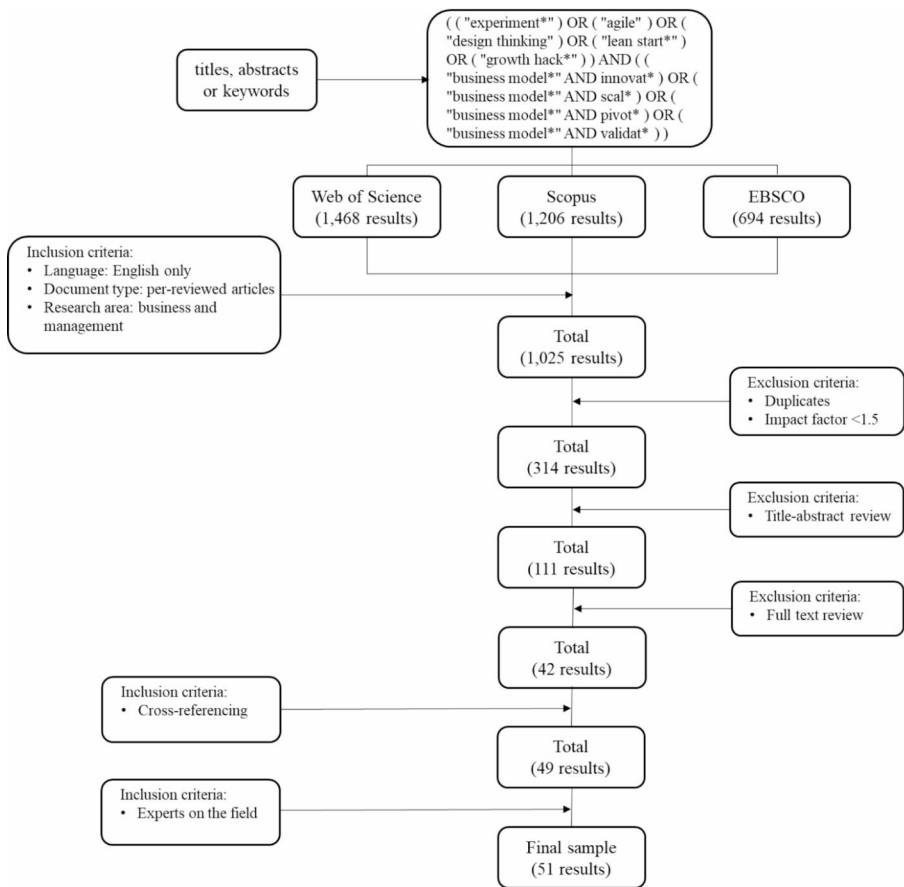 ( ( "experiment*" ) OR ( "agile" ) OR (
"design thinking" ) OR ( "lean start*" )
OR ( "growth hack*" ) ) AND ( (
"business model*" AND innovat* ) OR (
"business model*" AND scal* ) OR (
"business model*" AND pivot* ) OR (
"business model*" AND validat* ) )
titles, abstracts
or keywords
Web of Science
(1,468 results)
Scopus
(1,206 results)
EBSCO
(694 results)
Inclusion criteria:
• Language: English only
• Document type: per-reviewed articles
• Research area: business and
management
Total
(1,025 results)
Exclusion criteria:
• Duplicates
• Impact factor <1.5
Total
(314 results)
Exclusion criteria:
• Title-abstract review
Total
(111 results)
Exclusion criteria:
• Full text review
Total
(42 results)
Inclusion criteria:
• Cross-referencing
Total
(49 results)
Inclusion criteria:
• Experts on the field
Final sample
(51 results)